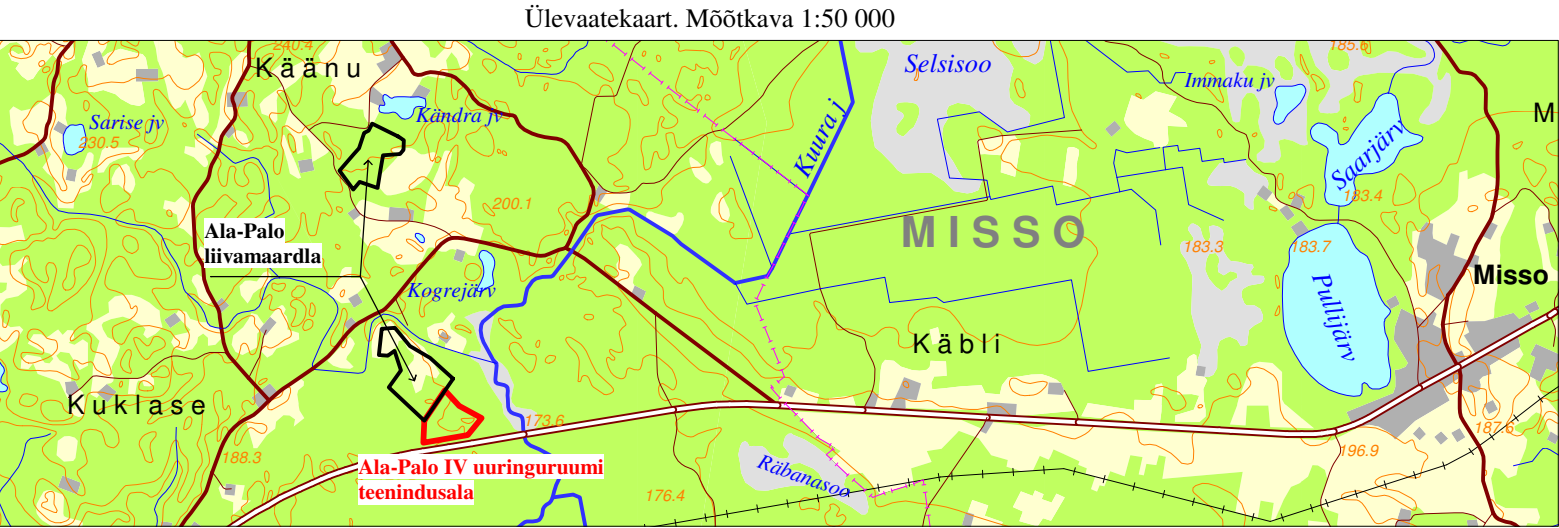 Ülevaatekaart. Mõõtkava 1:50 000
240.4
185.6
Käänu
Selsisoo
Immaku jv
Sarise jv
Kändra jv
M
230.5
Kuura j
Saarjärv
200.1
183.4
Ala-Palo
liivamaardla
MISSO
183.3
183.7
Misso
Kogrejärv
Pullijärv
Käbli
Kuklase
173.6
187.6
188.3
196.9
Ala-Palo IV uuringuruumi
teenindusala
Räbanasoo
176.4